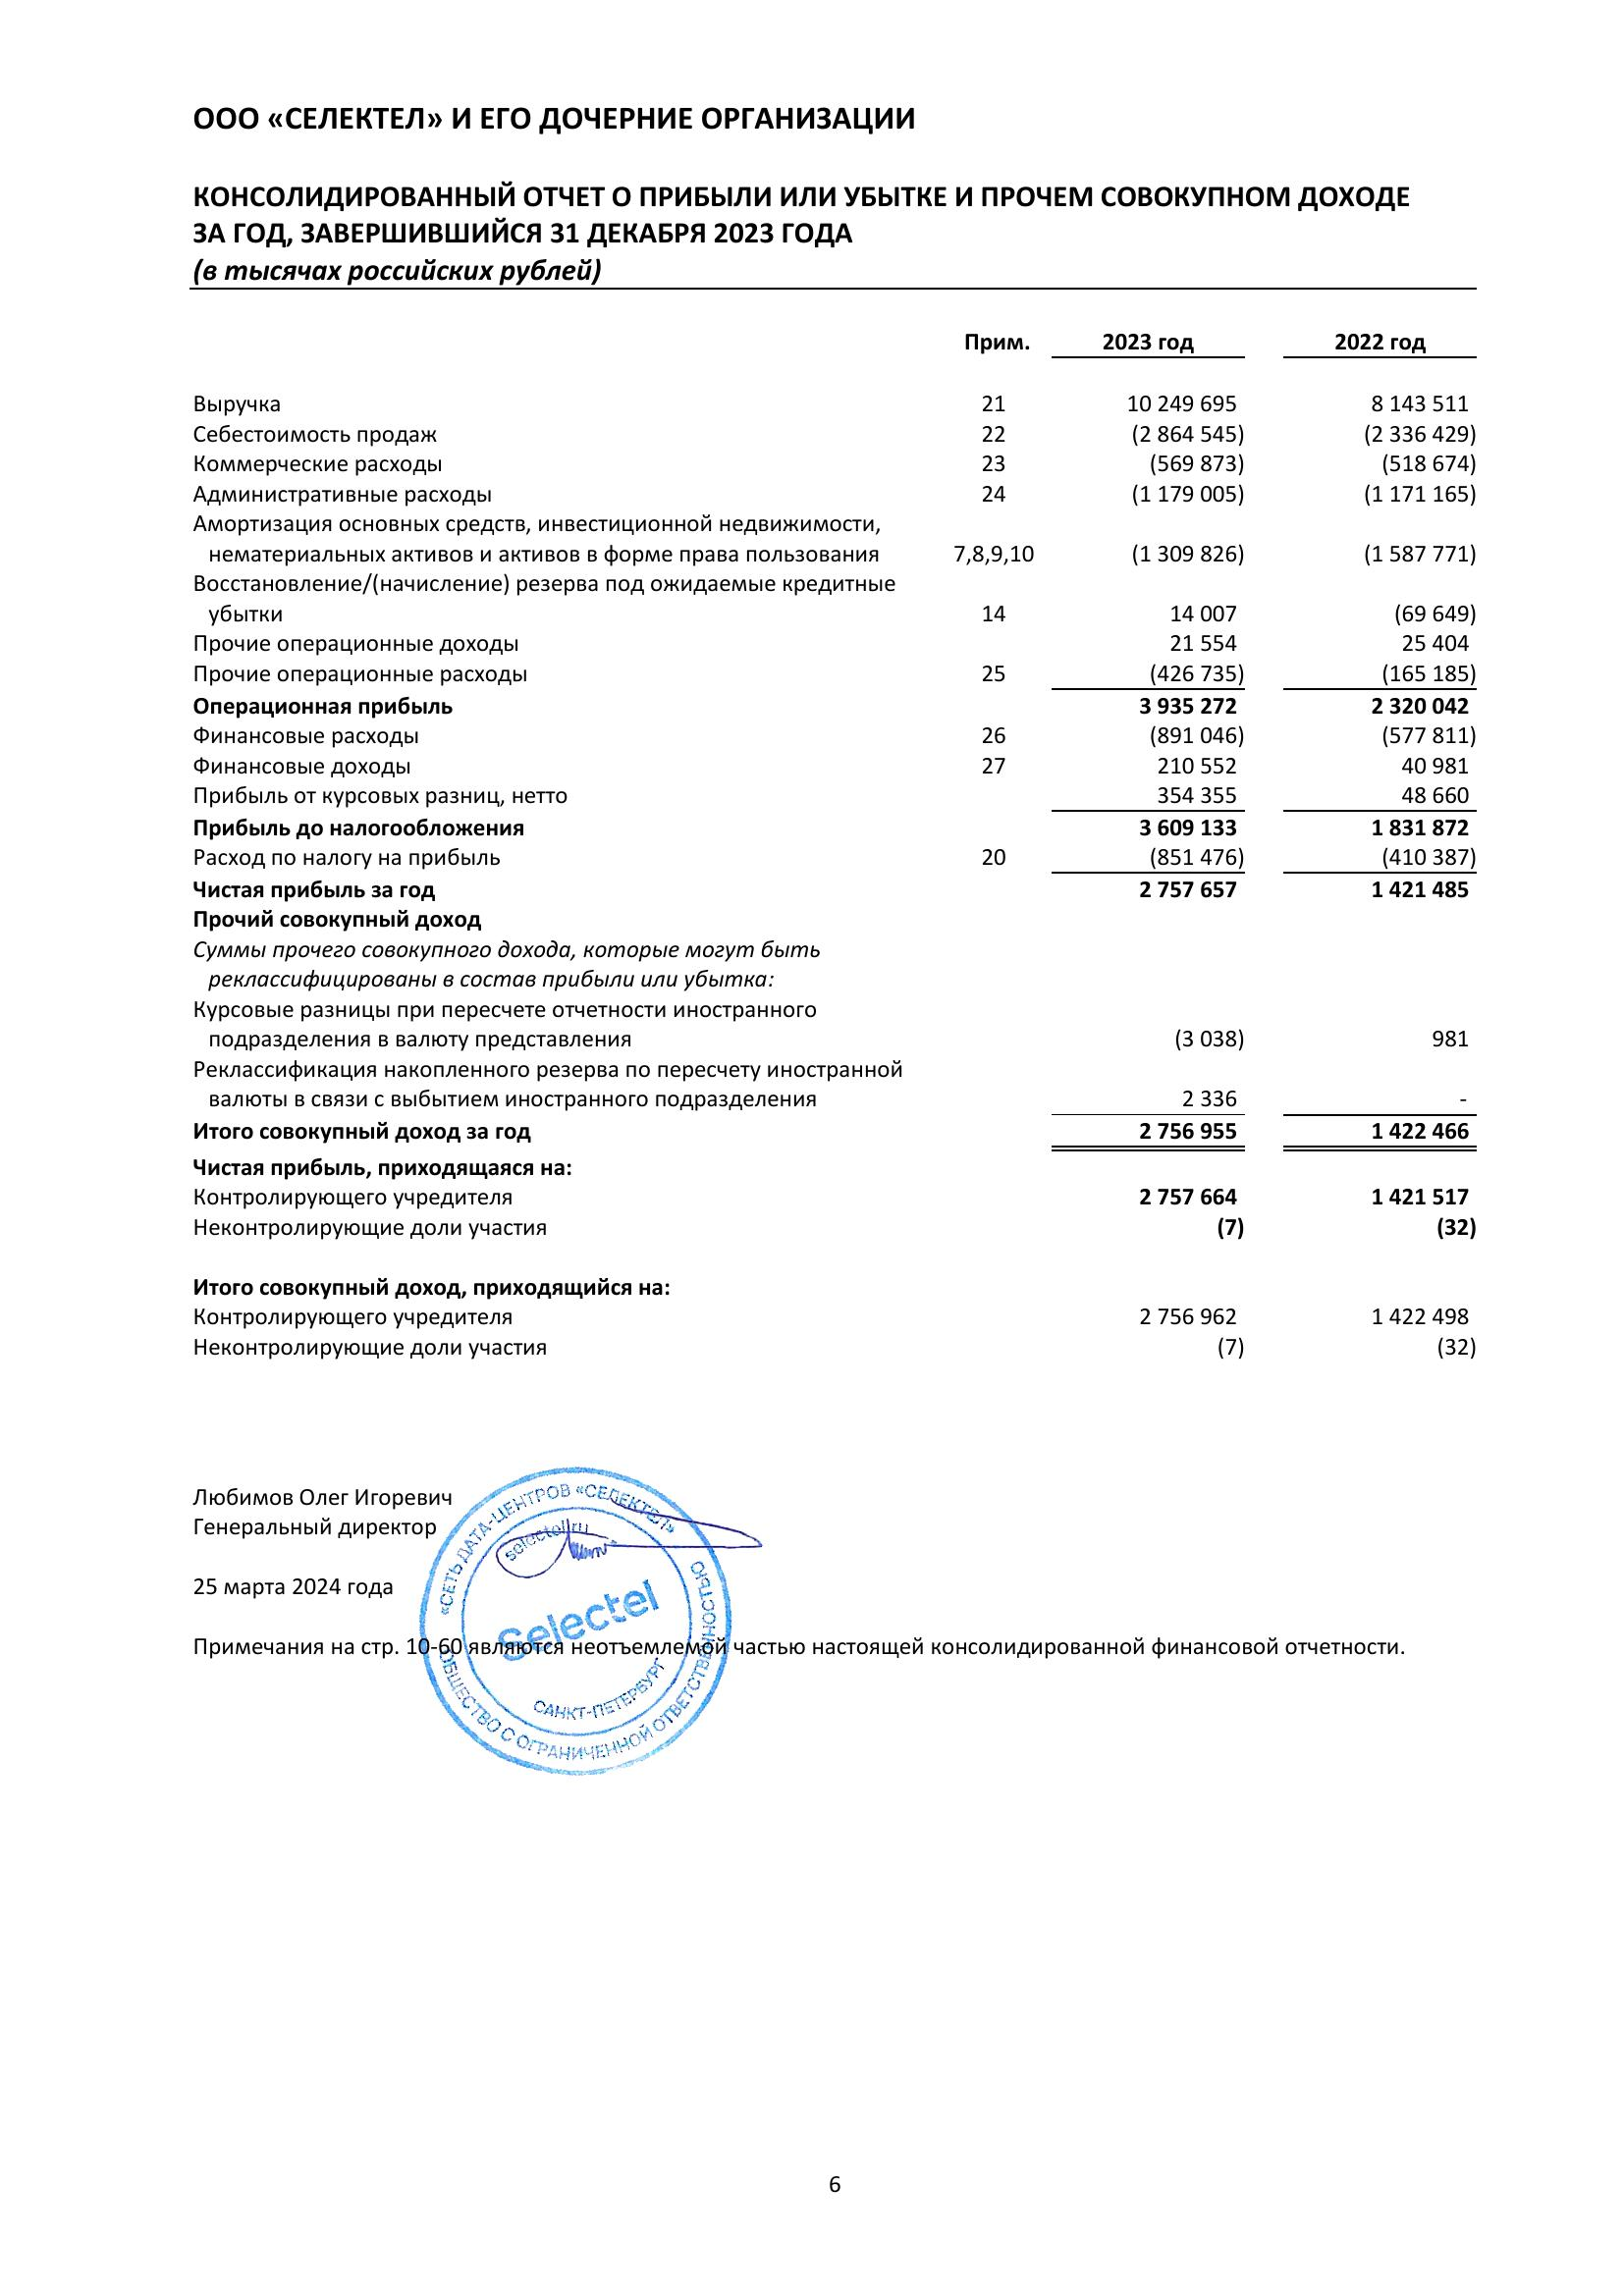 ООО «СЕЛЕКТЕЛ» И ЕГО ДОЧЕРНИЕ ОРГАНИЗАЦИИ
КОНСОЛИДИРОВАННЫЙ ОТЧЕТ О ПРИБЫЛИ ИЛИ УБЫТКЕ И ПРОЧЕМ СОВОКУПНОМ ДОХОДЕ
ЗА ГОД, ЗАВЕРШИВШИЙСЯ 31 ДЕКАБРЯ 2023 ГОДА
(в тысячах российских рублей)
Прим. 2023 год 2022 год
Выручка 21 10 249 695 8 143 511
Себестоимость продаж 22 (2 864 545) (2 336 429)
Коммерческие расходы 23 (569 873) (518 674)
Административные расходы 24 (1 179 005) (1 171 165)
Амортизация основных средств, инвестиционной недвижимости,
нематериальных активов и активов в форме права пользования 7,8,9,10 (1 309 826) (1 587 771)
Восстановление/(начисление) резерва под ожидаемые кредитные
убытки 14 14 007 (69 649)
Прочие операционные доходы 21 554 25 404
Прочие операционные расходы 25 (426 735) (165 185)
Операционная прибыль 3 935 272 2 320 042
Финансовые расходы 26 (891 046) (577 811)
Финансовые доходы 27 210 552 40 981
Прибыль от курсовых разниц, нетто 354 355 48 660
Прибыль до налогообложения 3 609 133 1 831 872
Расход по налогу на прибыль 20 (851 476) (410 387)
Чистая прибыль за год 2 757 657 1 421 485
Прочий совокупный доход
Суммы прочего совокупного дохода, которые могут быть
реклассифицированы в состав прибыли или убытка:
Курсовые разницы при пересчете отчетности иностранного
подразделения в валюту представления (3 038) 981
Реклассификация накопленного резерва по пересчету иностранной
валюты в связи с выбытием иностранного подразделения 2 336 -
Итого совокупный доход за год 2 756 955 1 422 466
Чистая прибыль, приходящаяся на:
Контролирующего учредителя 2 757 664 1 421 517
Неконтролирующие доли участия (7) (32)
Итого совокупный доход, приходящийся на:
Контролирующего учредителя 2 756 962 1 422 498
Неконтролирующие доли участия (7) (32)
Любимов Олег Игоревич
Генеральный директор
25 марта 2024 года
Примечания на стр. 10-60 являются неотъемлемой частью настоящей консолидированной финансовой отчетности.
«СЕТЬ ДАТА-ЦЕНТРОВ «СЕЛЕКТЕЛ»
ОБЩЕСТВО С ОГРАНИЧЕННОЙ ОТВЕТСТВЕННОСТЬЮ
selectel.ru
Selectel
САНКТ-ПЕТЕРБУРГ
6